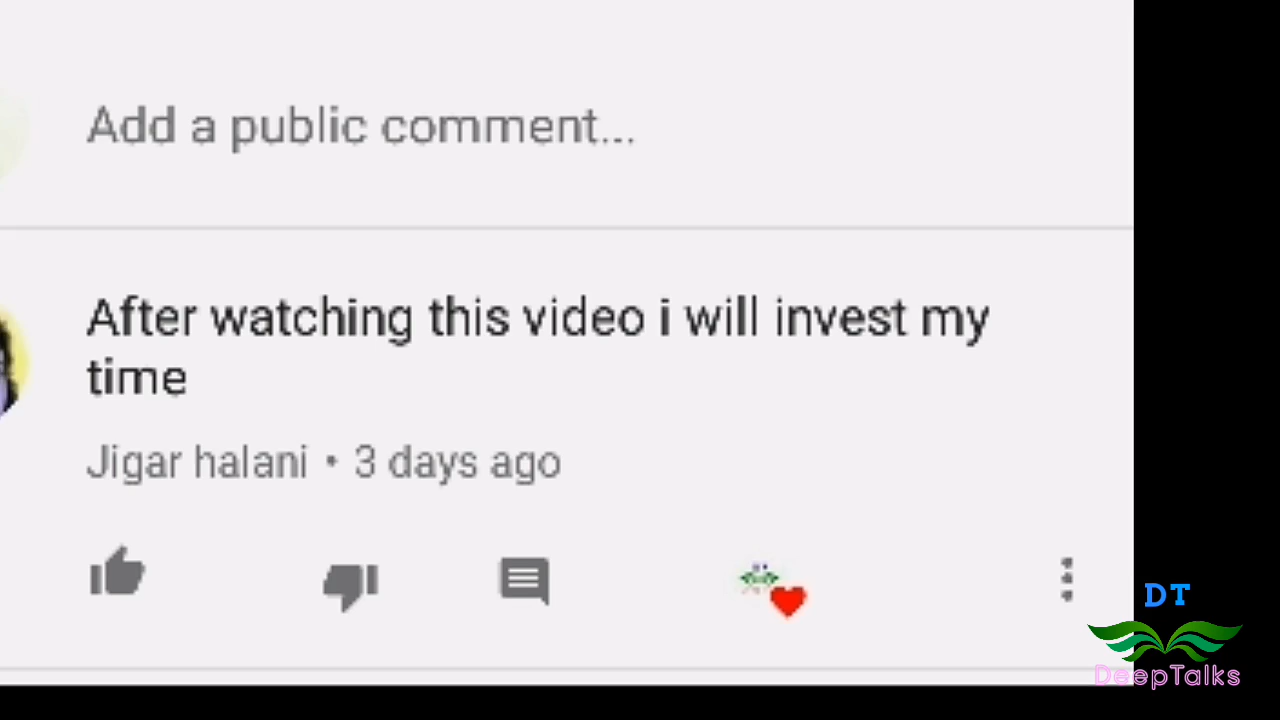 Add a public comment...
After watching this video i will invest my
time
Jigar halani • 3 days ago
DT
DeepTalks